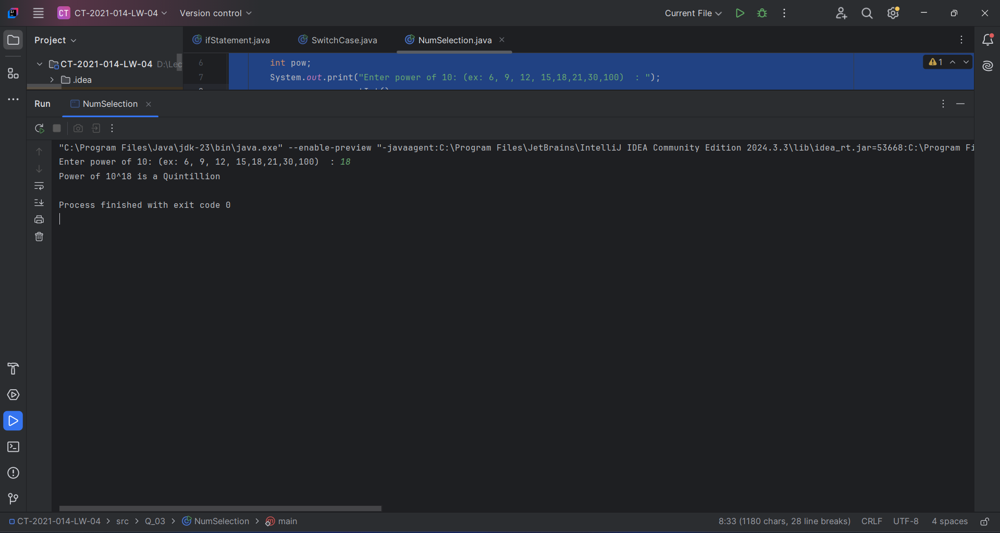 CT CT-2021-014-LW-04 Version control Current File
Project
ifStatement.java SwitchCase.java NumSelection.java
CT-2021-014-LW-04 D:\Lec
.idea
6 int pow;
7 System.out.print("Enter power of 10: (ex: 6, 9, 12, 15,18,21,30,100)  : ");
1
Run NumSelection
"C:\Program Files\Java\jdk-23\bin\java.exe" --enable-preview "-javaagent:C:\Program Files\JetBrains\IntelliJ IDEA Community Edition 2024.3.3\lib\idea_rt.jar=53668:C:\Program Fi
Enter power of 10: (ex: 6, 9, 12, 15,18,21,30,100)  : 18
Power of 10^18 is a Quintillion
Process finished with exit code 0
CT-2021-014-LW-04 > src > Q_03 > NumSelection > main 8:33 (1180 chars, 28 line breaks) CRLF UTF-8 4 spaces